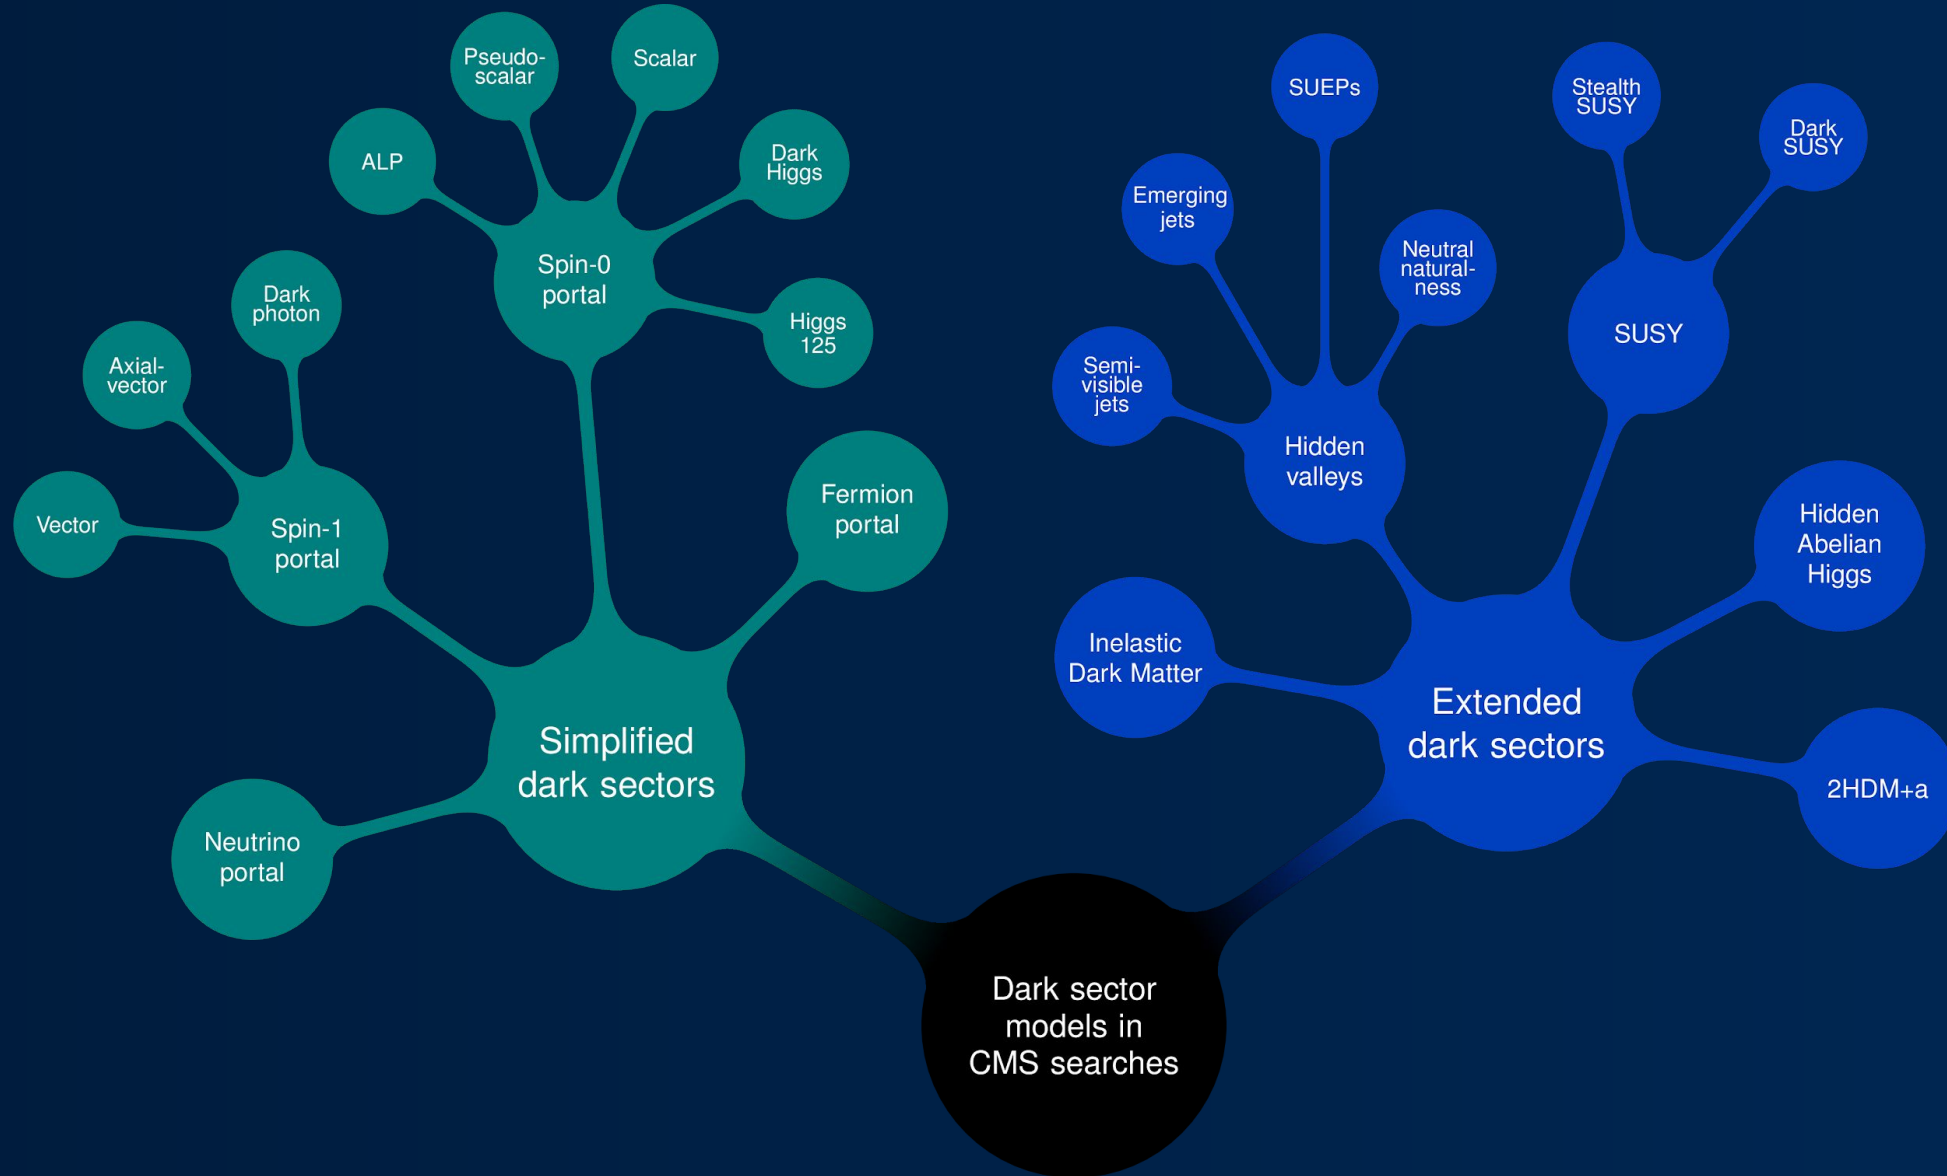 Pseudo-
scalar
Scalar
ALP
Dark
Higgs
Spin-0
portal
Higgs
125
Dark
photon
Axial-
vector
Vector
Spin-1
portal
Fermion
portal
Simplified
dark sectors
Neutrino
portal
SUEPs
Stealth
SUSY
Dark
SUSY
Emerging
jets
Neutral
natural-
ness
Semi-
visible
jets
Hidden
valleys
SUSY
Hidden
Abelian
Higgs
Inelastic
Dark Matter
Extended
dark sectors
2HDM+a
Dark sector
models in
CMS searches